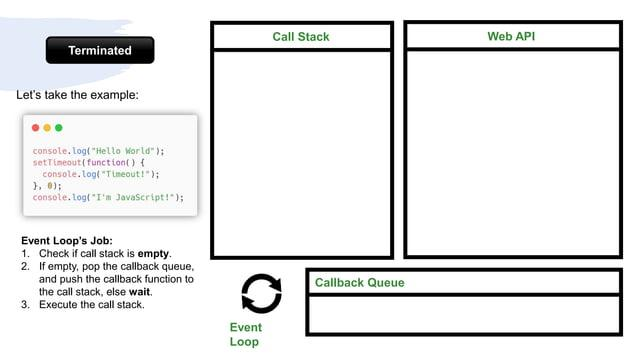 Terminated
Let's take the example:
console.log("Hello World");
setTimeout(function() {
console.log("Timeout!");
}, 0);
console.log("I'm JavaScript!");
Event Loop's Job:
1. Check if call stack is empty.
2. If empty, pop the callback queue,
and push the callback function to
the call stack, else wait.
3. Execute the call stack.
Call Stack
Web API
Event
Loop
Callback Queue